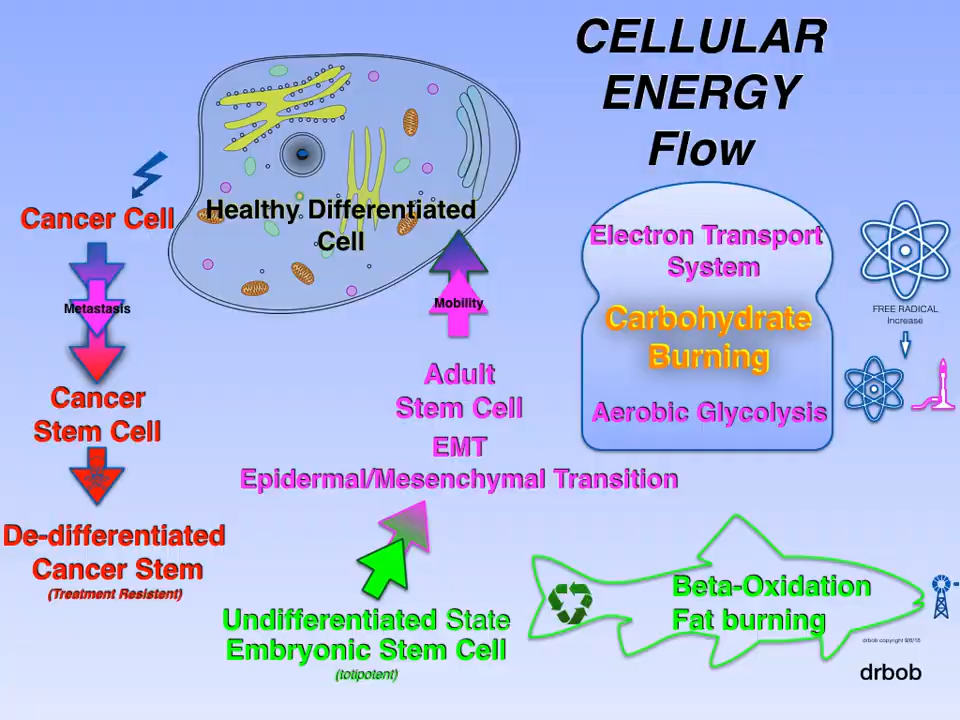 CELLULAR
ENERGY
Flow
Cancer Cell
Healthy Differentiated
Cell
Metastasis
Mobility
Electron Transport
System
Carbohydrate
Burning
Aerobic Glycolysis
FREE RADICAL
Increase
Cancer
Stem Cell
Adult
Stem Cell
EMT
Epidermal/Mesenchymal Transition
De-differentiated
Cancer Stem
(Treatment Resistent)
Undifferentiated State
Embryonic Stem Cell
(totipotent)
Beta-Oxidation
Fat burning
drbob copyright
drbob